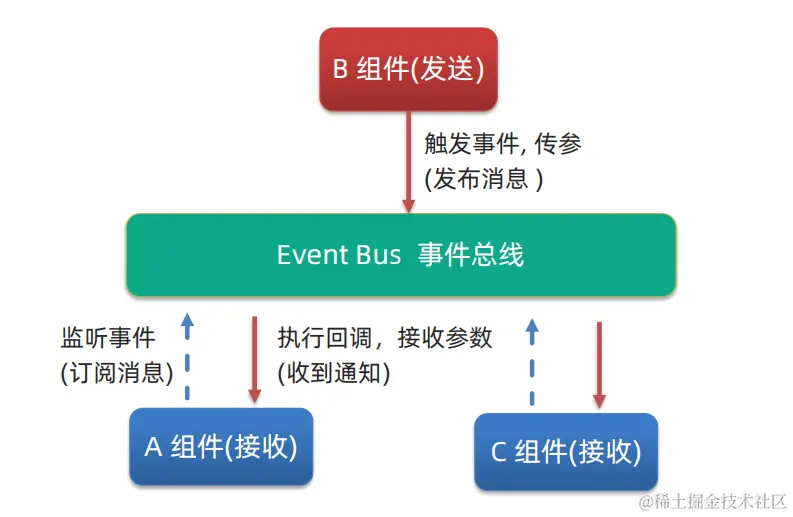 B 组件(发送)
触发事件, 传参
(发布消息 )
Event Bus 事件总线
监听事件
(订阅消息)
执行回调，接收参数
(收到通知)
A 组件(接收)
C 组件(接收)
@稀土掘金技术社区